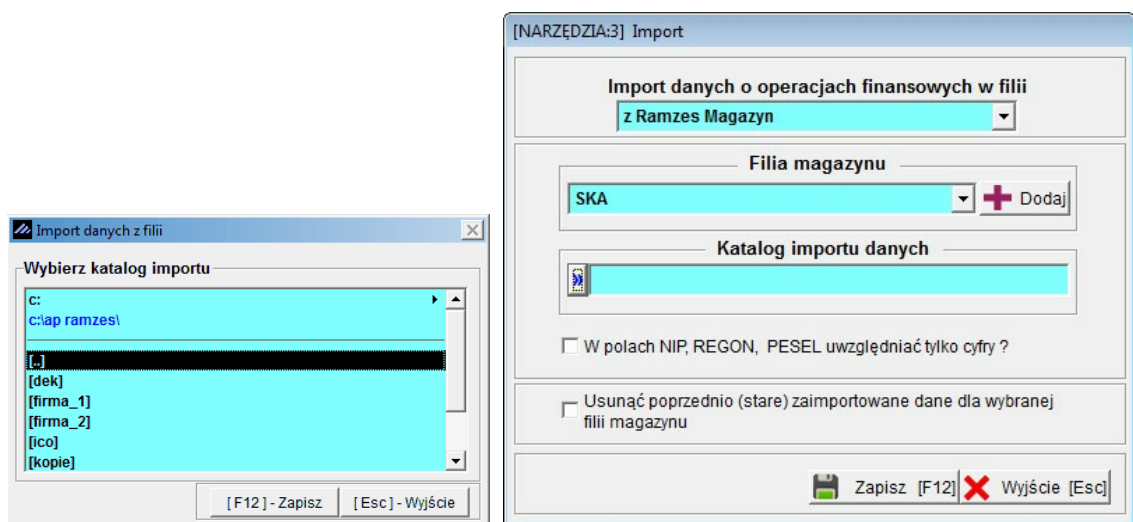 Import danych z filii
Wybierz katalog importu
c:
c:\ap ramzes\
[..]
[dek]
[firma_1]
[firma_2]
[ico]
[kopie]
[F12] - Zapisz
[Esc] - Wyjście
[NARZĘDZIA:3] Import
Import danych o operacjach finansowych w filii
z Ramzes Magazyn
Filia magazynu
SKA
Dodaj
Katalog importu danych
W polach NIP, REGON, PESEL uwzględniać tylko cyfry ?
Usunąć poprzednio (stare) zaimportowane dane dla wybranej
filii magazynu
Zapisz [F12]
Wyjście [Esc]